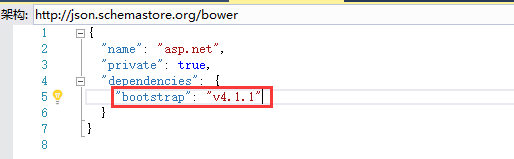 架构: http://json.schemastore.org/bower
1 {
2 "name": "asp.net",
3 "private": true,
4 "dependencies": {
5 "bootstrap": "v4.1.1"
6 }
7 }
8